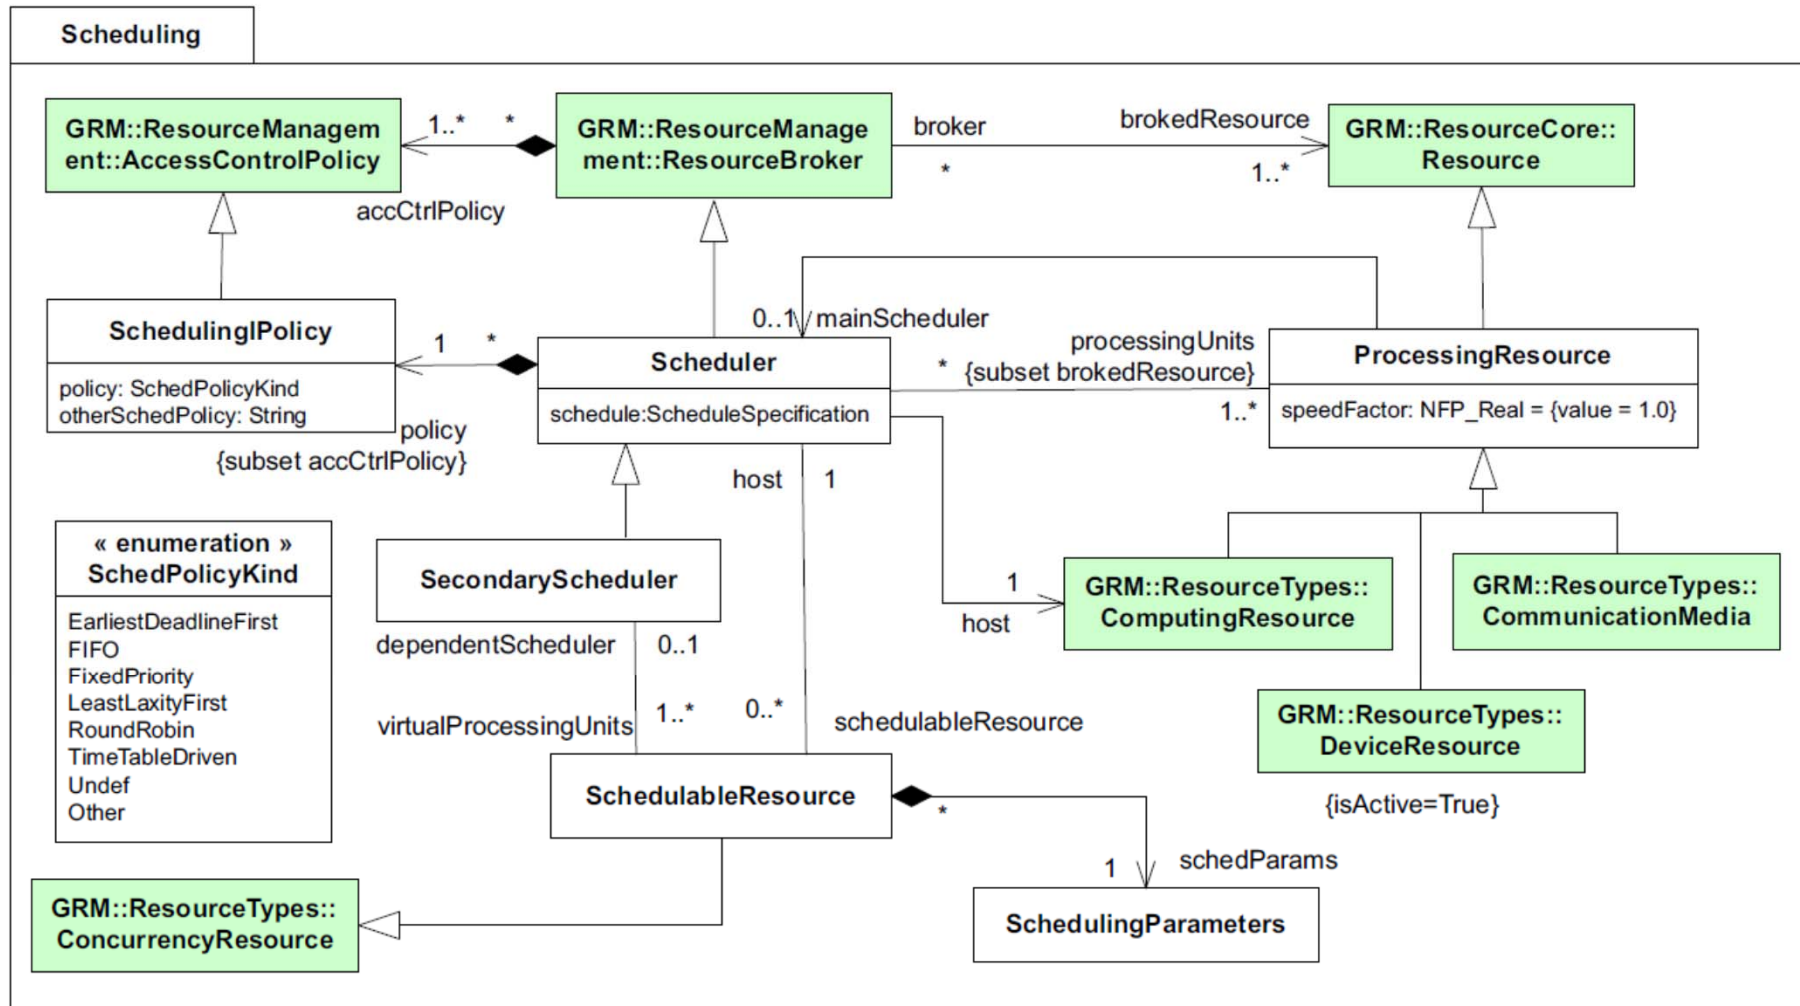 Scheduling
GRM::ResourceManagem
ent::AccessControlPolicy
1..*
*
accCtrlPolicy
GRM::ResourceManage
ment::ResourceBroker
broker
*
brokedResource
1..*
GRM::ResourceCore::
Resource
SchedulinglPolicy
policy: SchedPolicyKind
otherSchedPolicy: String
1
*
policy
{subset accCtrlPolicy}
0..1
mainScheduler
Scheduler
schedule:ScheduleSpecification
processingUnits
*
{subset brokedResource}
1..*
ProcessingResource
speedFactor: NFP_Real = {value = 1.0}
host
1
« enumeration »
SchedPolicyKind
EarliestDeadlineFirst
FIFO
FixedPriority
LeastLaxityFirst
RoundRobin
TimeTableDriven
Undef
Other
SecondaryScheduler
dependentScheduler
0..1
virtualProcessingUnits
1..*
0..*
schedulableResource
1
host
GRM::ResourceTypes::
ComputingResource
GRM::ResourceTypes::
CommunicationMedia
GRM::ResourceTypes::
DeviceResource
{isActive=True}
SchedulableResource
*
1
schedParams
SchedulingParameters
GRM::ResourceTypes::
ConcurrencyResource